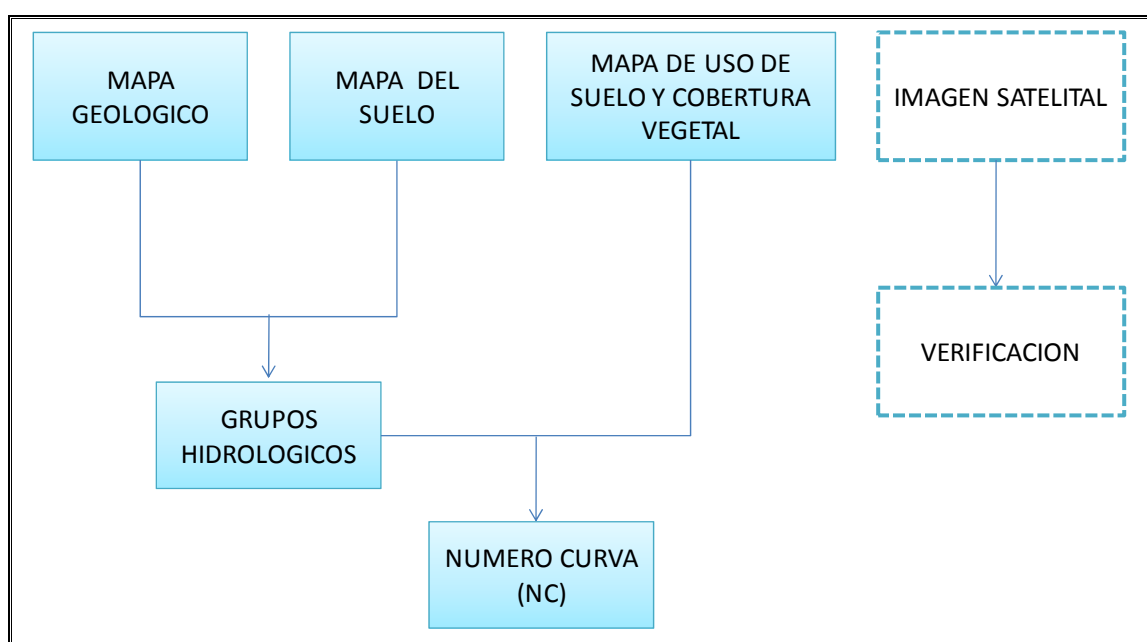 MAPA
GEOLOGICO
MAPA DEL
SUELO
MAPA DE USO DE
SUELO Y COBERTURA
VEGETAL
IMAGEN SATELITAL
VERIFICACION
GRUPOS
HIDROLOGICOS
NUMERO CURVA
(NC)